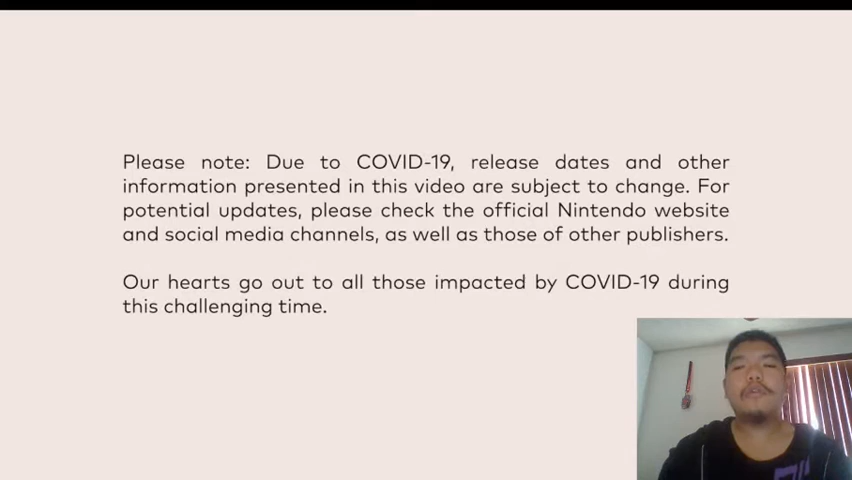 Please note: Due to COVID-19, release dates and other
information presented in this video are subject to change. For
potential updates, please check the official Nintendo website
and social media channels, as well as those of other publishers.
Our hearts go out to all those impacted by COVID-19 during
this challenging time.